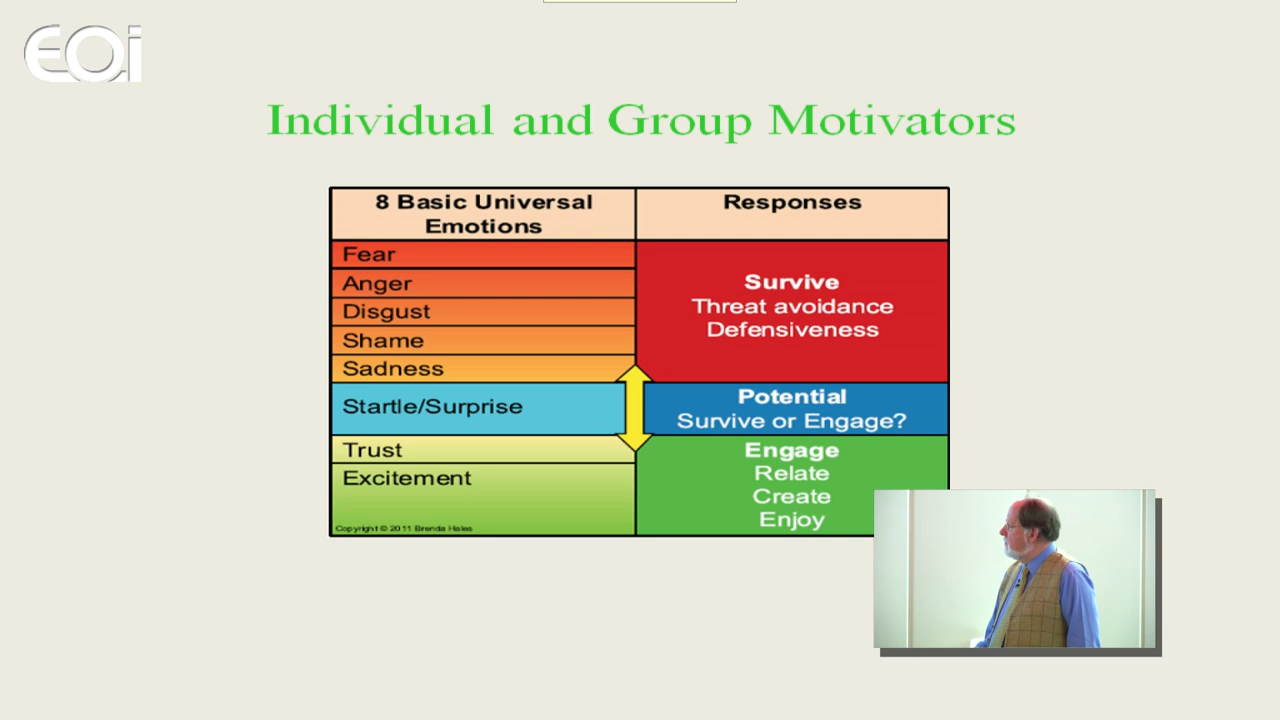 EQi
Individual and Group Motivators
8 Basic Universal
Emotions
Responses
Fear
Anger
Disgust
Shame
Sadness
Survive
Threat avoidance
Defensiveness
Startle/Surprise
Potential
Survive or Engage?
Trust
Excitement
Engage
Relate
Create
Enjoy
Copyright © 2011 Brenda Hales